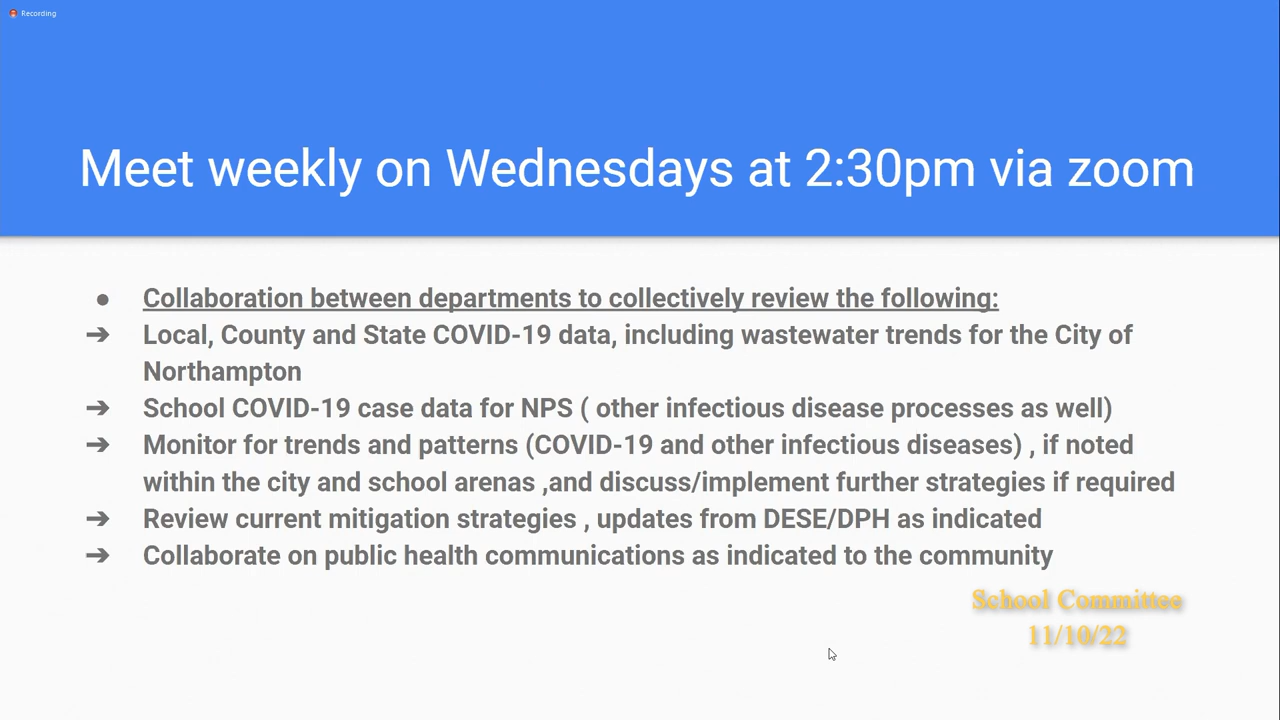 Recording
Meet weekly on Wednesdays at 2:30pm via zoom
● Collaboration between departments to collectively review the following:
➔ Local, County and State COVID-19 data, including wastewater trends for the City of
Northampton
➔ School COVID-19 case data for NPS ( other infectious disease processes as well)
➔ Monitor for trends and patterns (COVID-19 and other infectious diseases) , if noted
within the city and school arenas ,and discuss/implement further strategies if required
➔ Review current mitigation strategies , updates from DESE/DPH as indicated
➔ Collaborate on public health communications as indicated to the community
School Committee
11/10/22